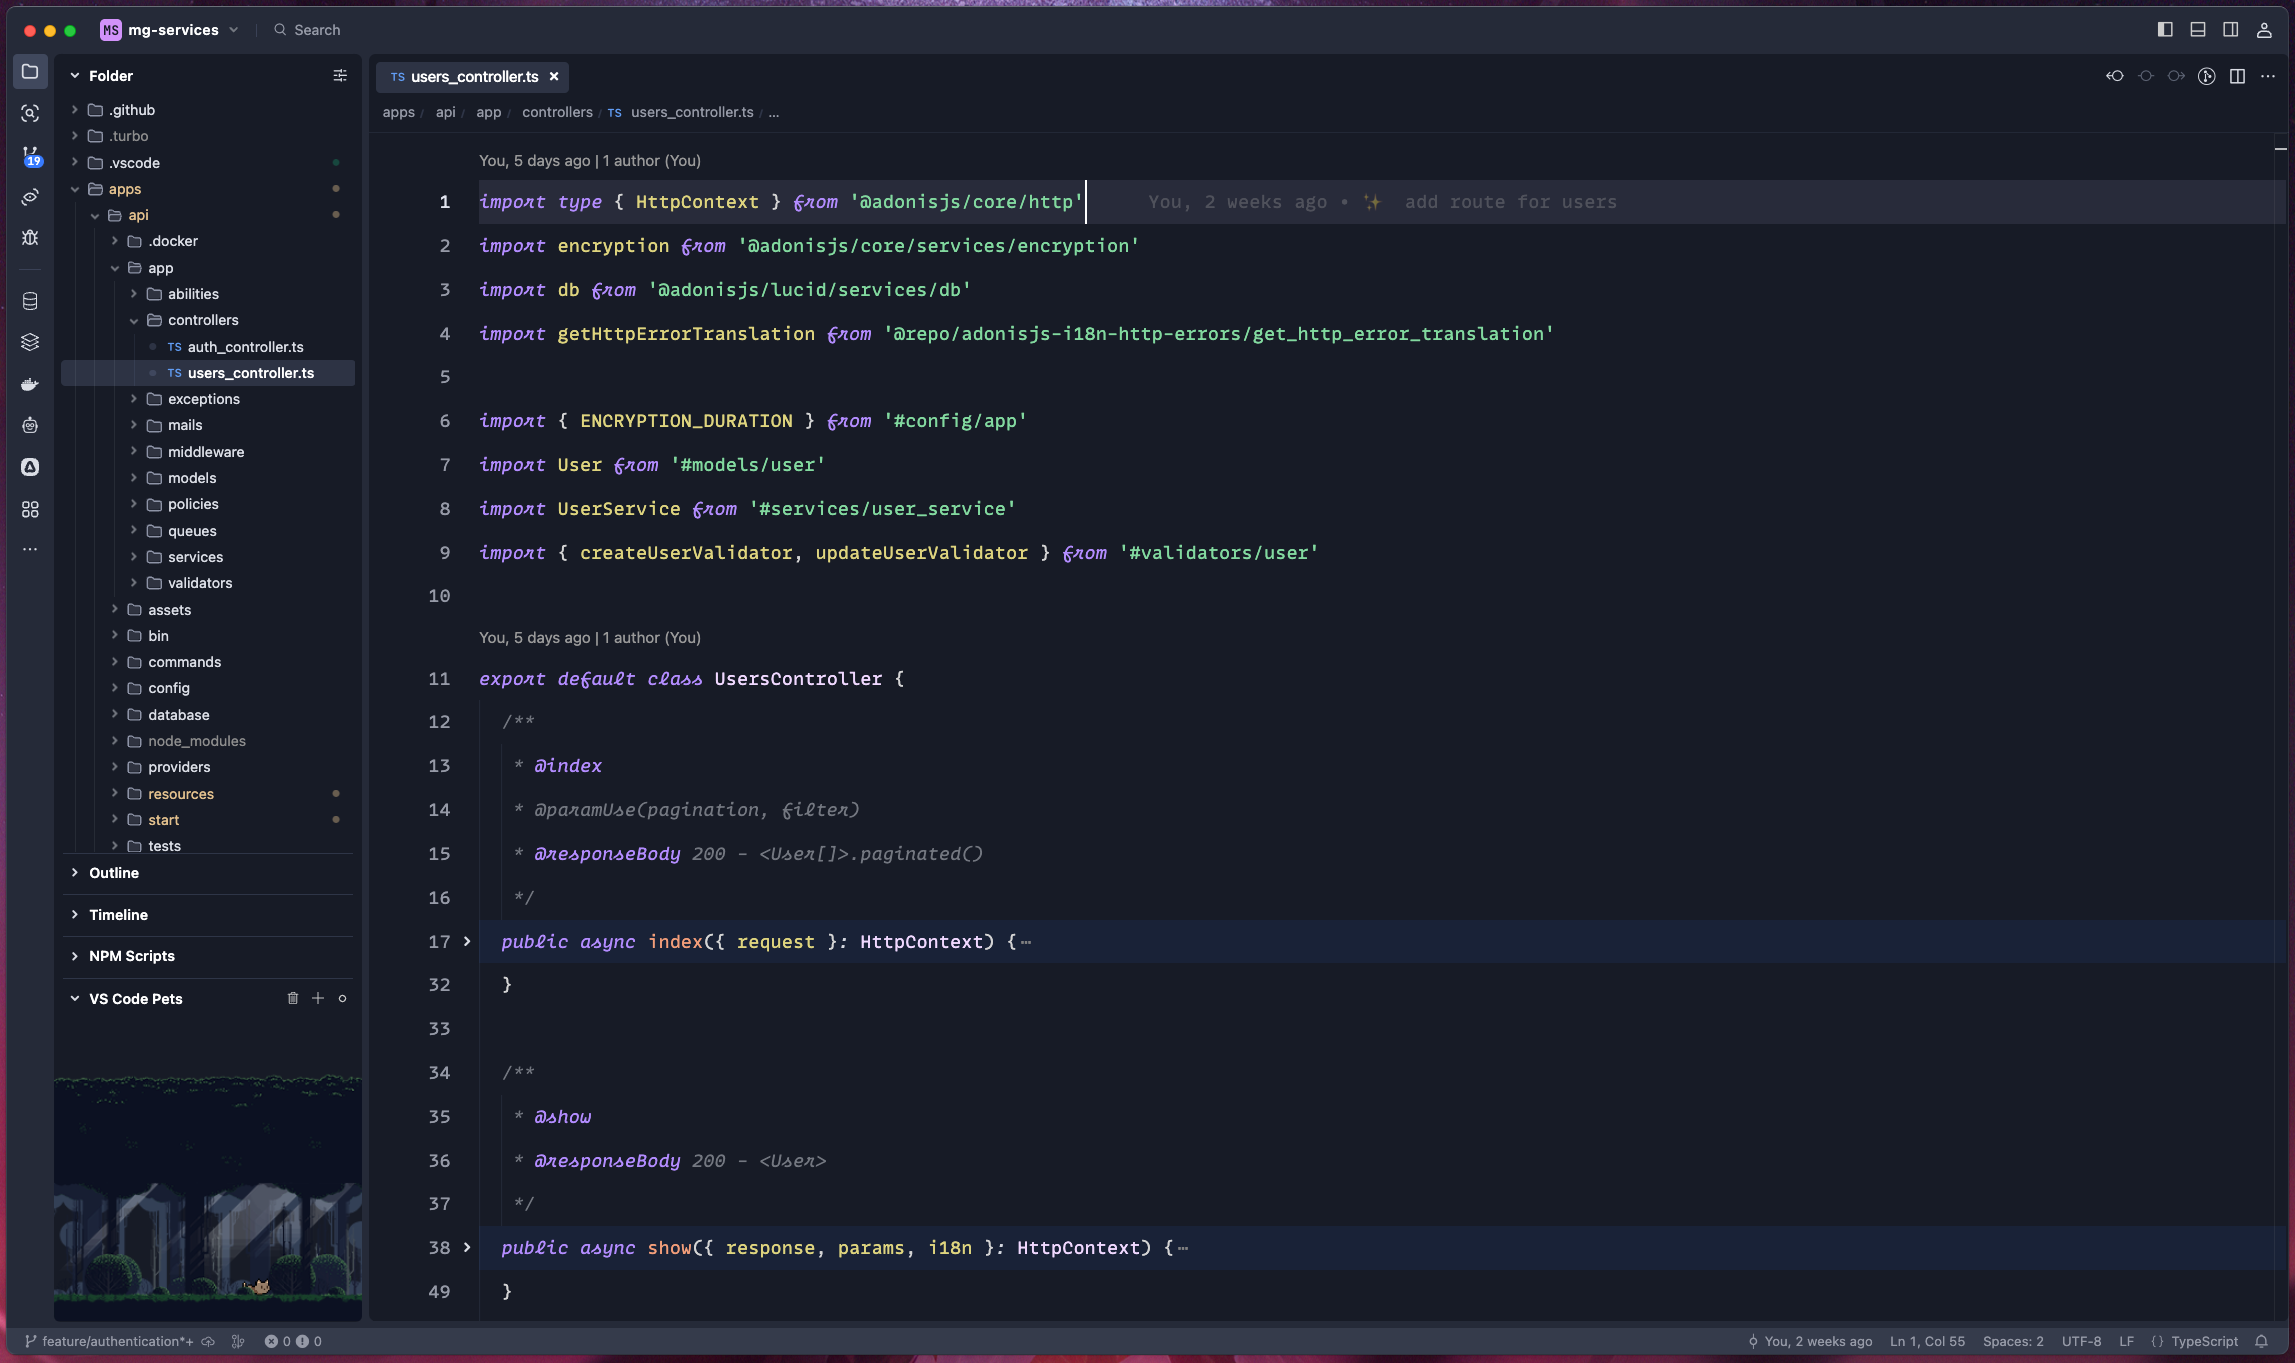 MS mg-services
Search
Folder
.github
.turbo
.vscode
apps
api
.docker
app
abilities
controllers
TS auth_controller.ts
TS users_controller.ts
exceptions
mails
middleware
models
policies
queues
services
validators
assets
bin
commands
config
database
node_modules
providers
resources
start
tests
Outline
Timeline
NPM Scripts
VS Code Pets
19
TS users_controller.ts
apps / api / app / controllers / TS users_controller.ts / ...
You, 5 days ago | 1 author (You)
1 import type { HttpContext } from '@adonisjs/core/http' You, 2 weeks ago • ✨ add route for users
2 import encryption from '@adonisjs/core/services/encryption'
3 import db from '@adonisjs/lucid/services/db'
4 import getHttpErrorTranslation from '@repo/adonisjs-i18n-http-errors/get_http_error_translation'
5
6 import { ENCRYPTION_DURATION } from '#config/app'
7 import User from '#models/user'
8 import UserService from '#services/user_service'
9 import { createUserValidator, updateUserValidator } from '#validators/user'
10
You, 5 days ago | 1 author (You)
11 export default class UsersController {
12 /**
13 * @index
14 * @paramUse(pagination, filter)
15 * @responseBody 200 - <User[]>.paginated()
16 */
17 public async index({ request }: HttpContext) {⋯
32 }
33
34 /**
35 * @show
36 * @responseBody 200 - <User>
37 */
38 public async show({ response, params, i18n }: HttpContext) {⋯
49 }
feature/authentication*+ 0 0
You, 2 weeks ago Ln 1, Col 55 Spaces: 2 UTF-8 LF {} TypeScript